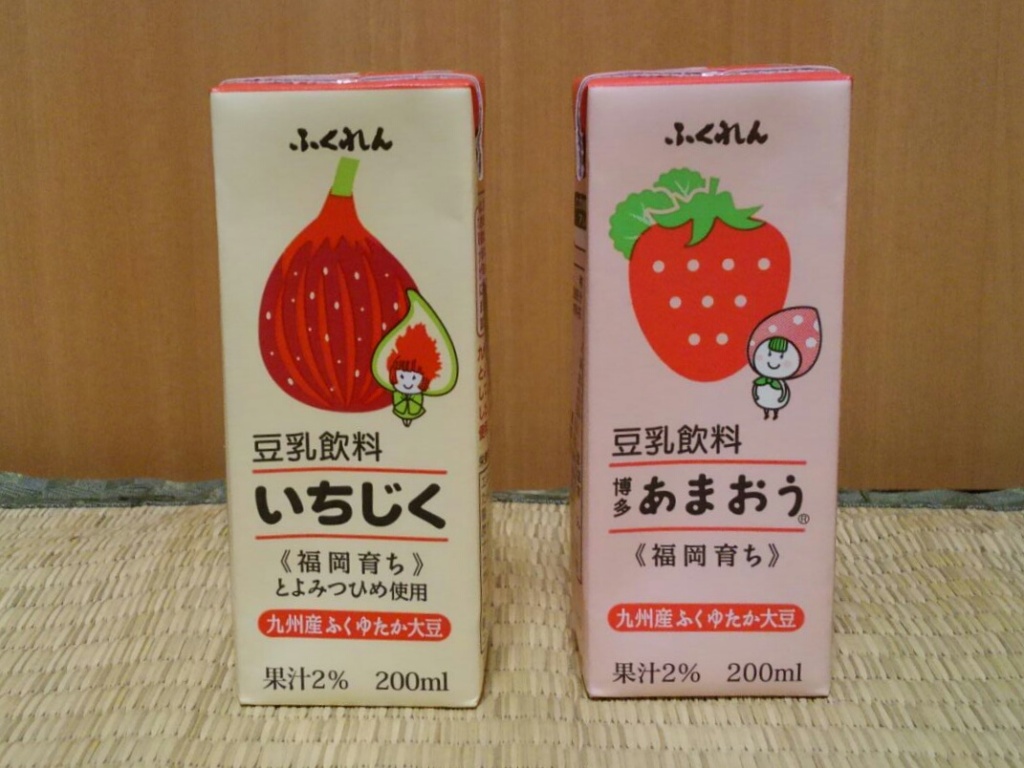 ふくれん
豆乳飲料
いちじく
《福岡育ち》
とよみつひめ使用
九州産ふくゆたか大豆
果汁2% 200ml
ふくれん
豆乳飲料
博多 あまおう®
《福岡育ち》
九州産ふくゆたか大豆
果汁2% 200ml